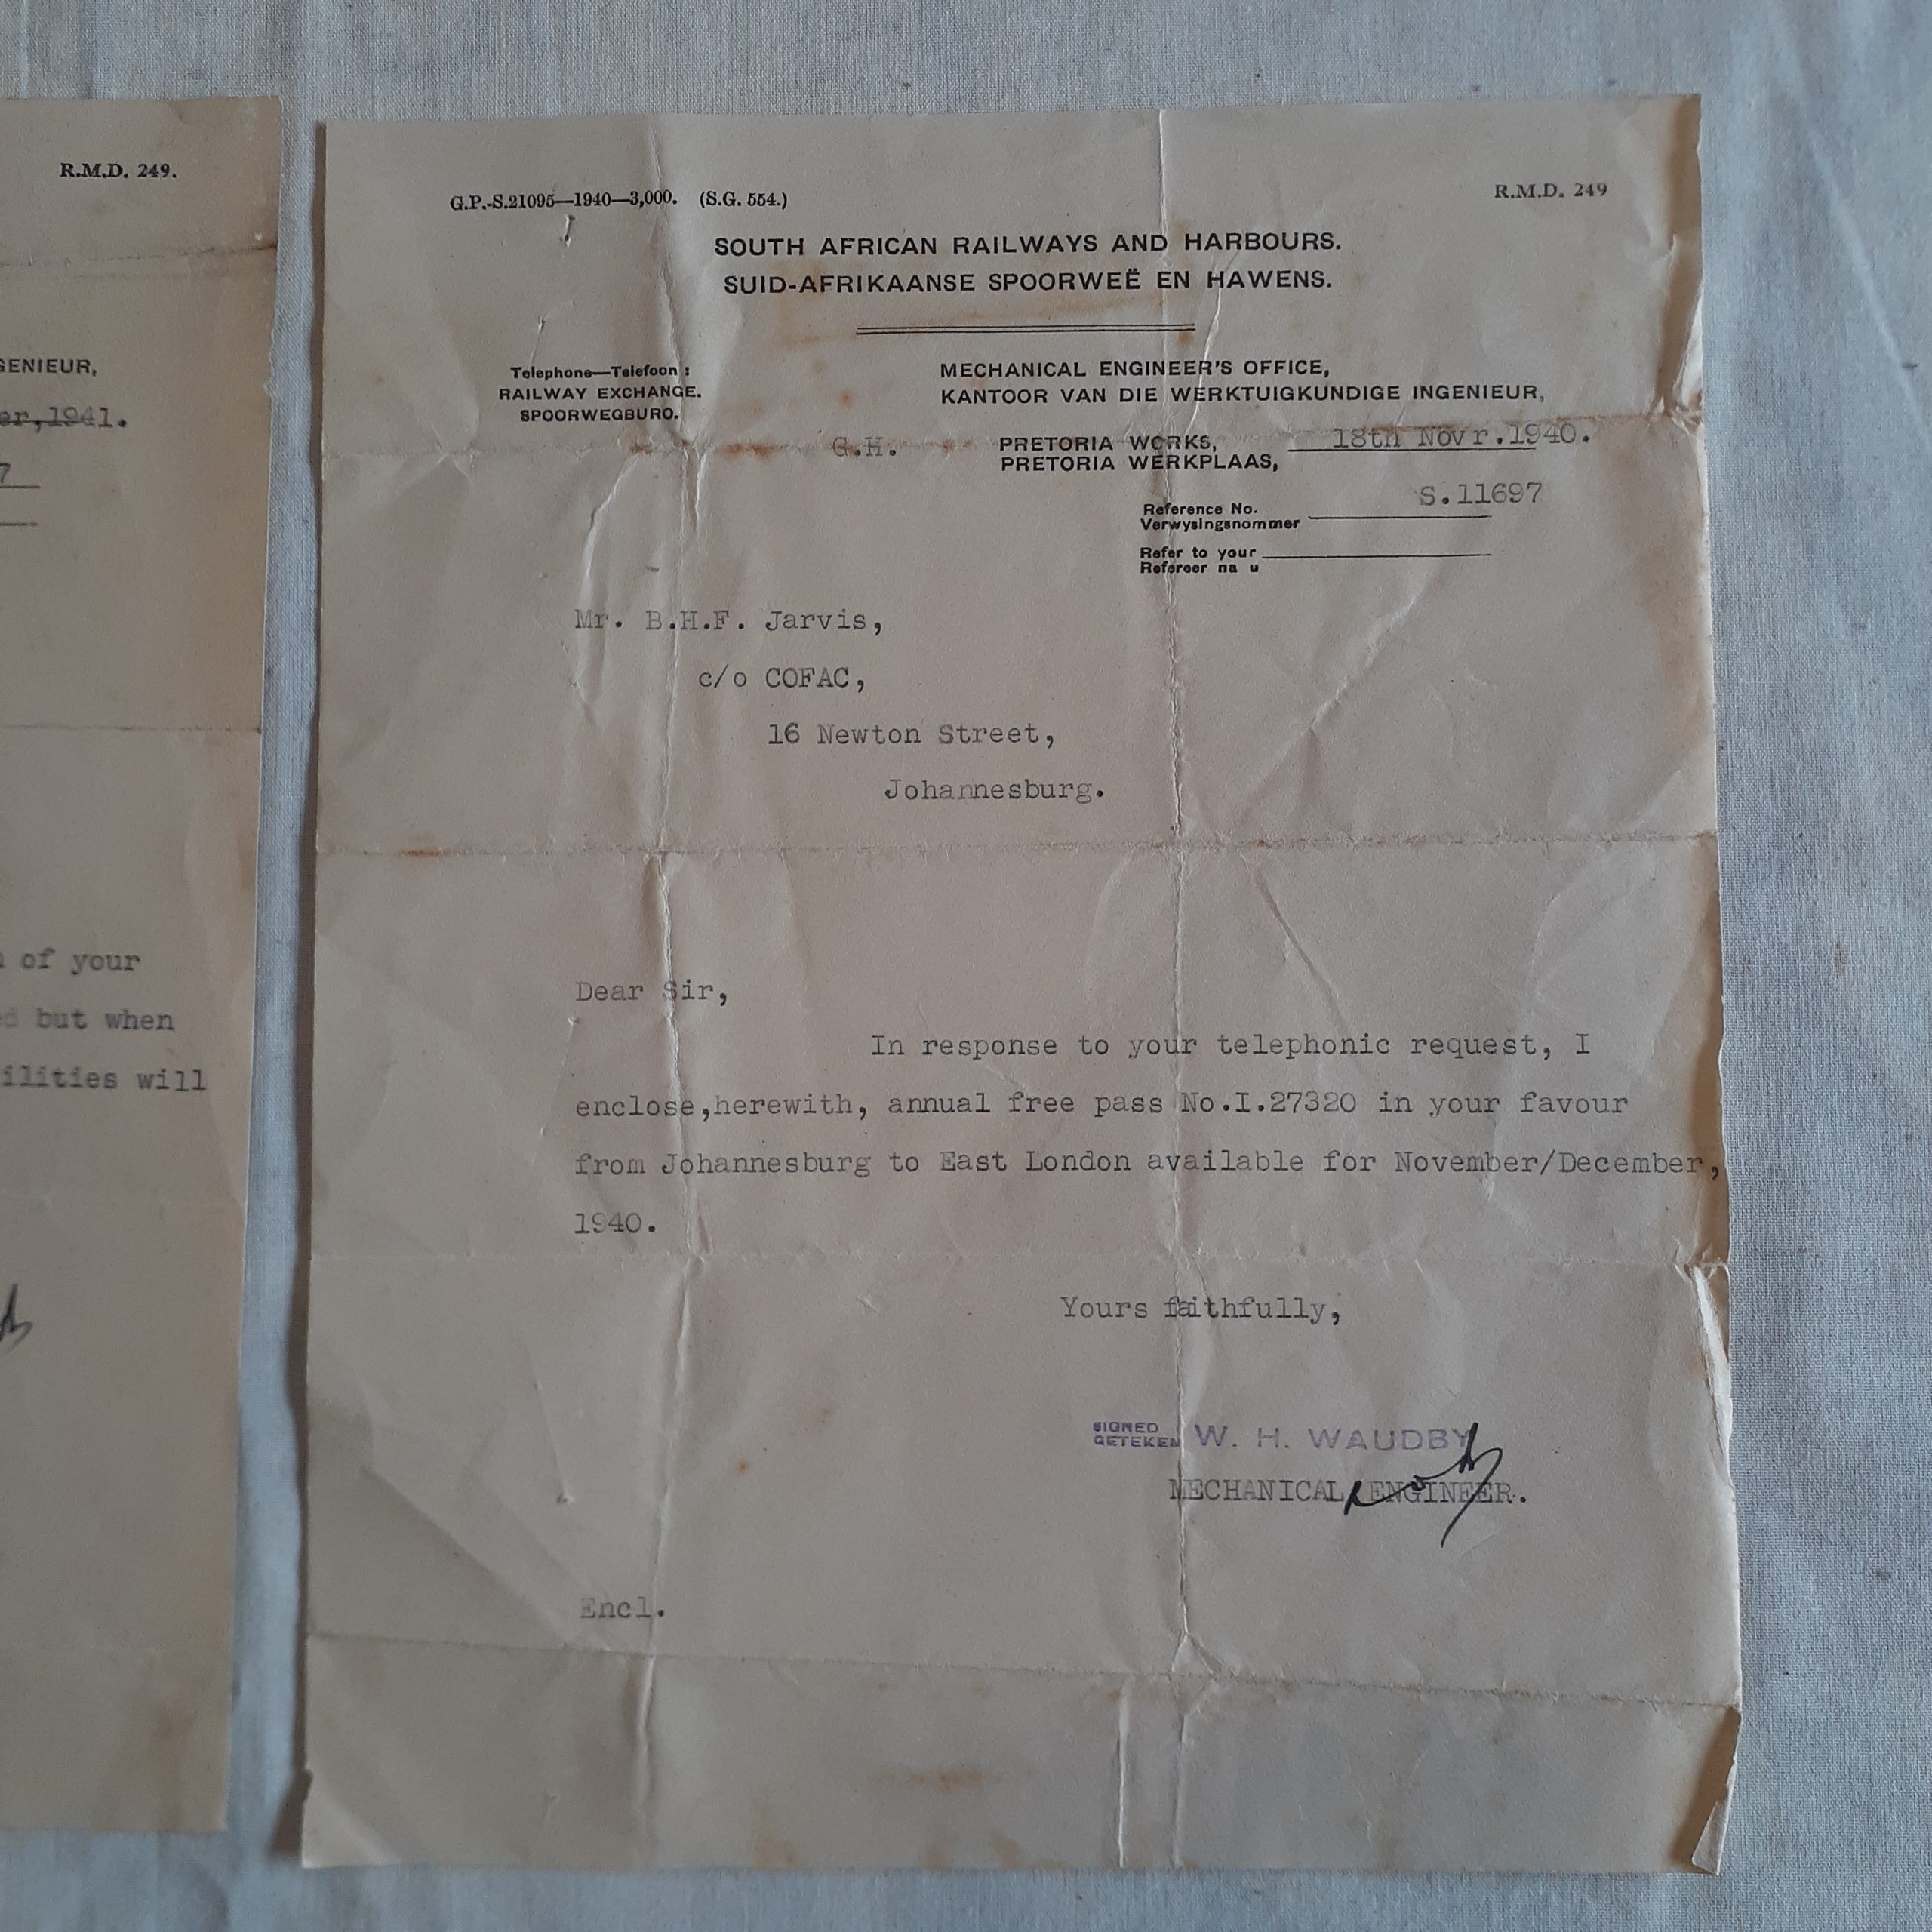 R.M.D. 249.
GENIEUR,
er,1941.
7
of your
ed but when
ilities will
G.P.-S.21095—1940—3,000. (S.G. 554.)
R.M.D. 249
SOUTH AFRICAN RAILWAYS AND HARBOURS.
SUID-AFRIKAANSE SPOORWEË EN HAWENS.
Telephone—Telefoon :
RAILWAY EXCHANGE.
SPOORWEGBURO.
MECHANICAL ENGINEER'S OFFICE,
KANTOOR VAN DIE WERKTUIGKUNDIGE INGENIEUR,
G.H. PRETORIA WORKS, 18th Novr.1940.
PRETORIA WERKPLAAS,
S.11697
Reference No.
Verwysingsnommer
Refer to your
Refereer na u
Mr. B.H.F. Jarvis,
c/o COFAC,
16 Newton Street,
Johannesburg.
Dear Sir,
In response to your telephonic request, I
enclose,herewith, annual free pass No.I.27320 in your favour
from Johannesburg to East London available for November/December,
1940.
Yours faithfully,
SIGNED
GETEKEN W. H. WAUDBY
MECHANICAL ENGINEER.
Encl.